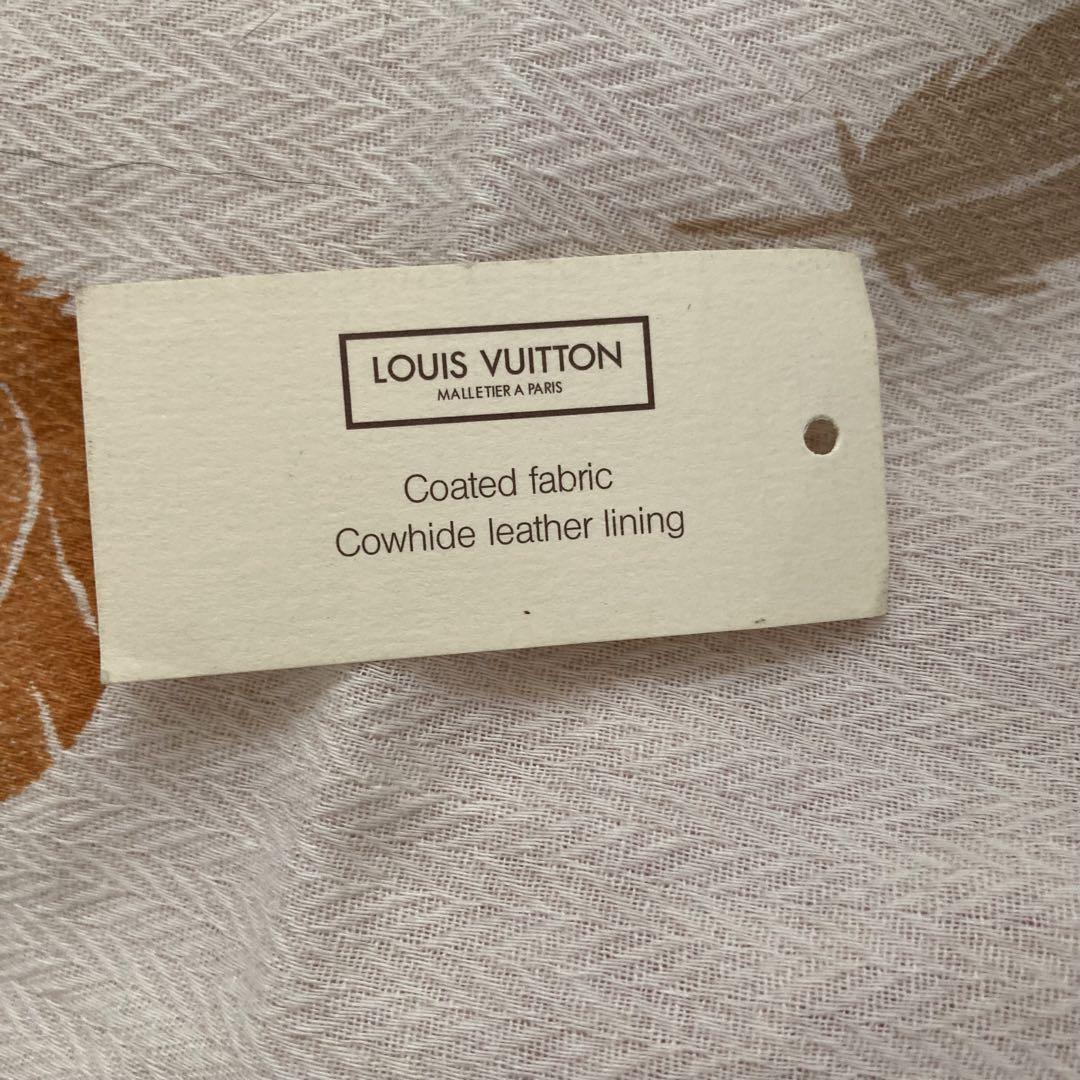 LOUIS VUITTON
MALLETIER A PARIS
Coated fabric
Cowhide leather lining